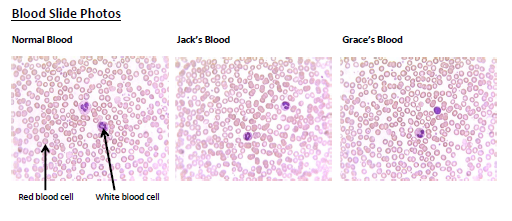 Blood Slide Photos
Normal Blood
Jack's Blood
Grace's Blood
Red blood cell
White blood cell